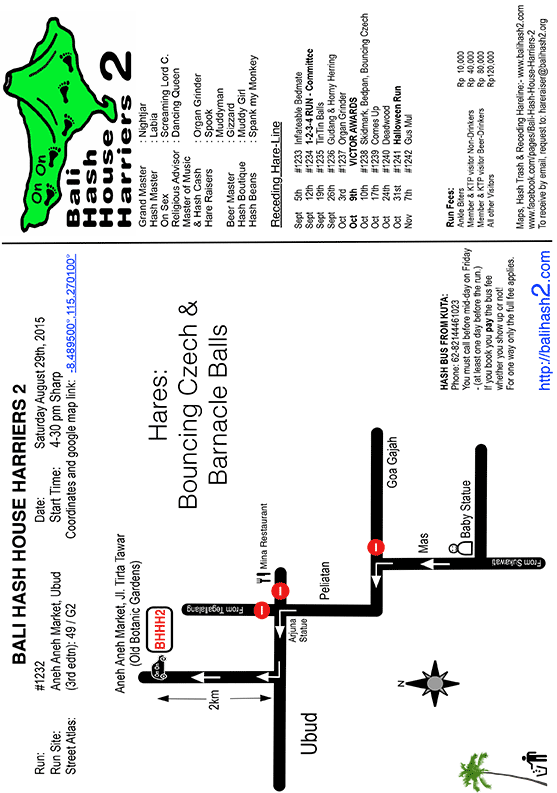 BALI HASH HOUSE HARRIERS 2
Run: #1232
Run Site: Aneh Aneh Market, Ubud
Street Atlas: (3rd edtn): 49 / G2
Date: Saturday August 29th, 2015
Start Time: 4-30 pm Sharp
Coordinates and google map link: -8.489500°,115.270100°
Hares:
Bouncing Czech &
Barnacle Balls
Aneh Aneh Market, Jl. Tirta Tawar
(Old Botanic Gardens)
BHHH2
2km
From Tegallalang
Mina Restaurant
Arjuna
Statue
Ubud
Peliatan
Goa Gajah
Mas
Baby Statue
From Sukawati
N
HASH BUS FROM KUTA:
Phone: 62-82144461023
You must call before mid-day on Friday
- (at least one day before the run.)
If you book you pay the bus fee
whether you show up or not!
For one way only the full fee applies.
http://balihash2.com
On On
Bali
Hash
House
Harriers 2
Grand Master : Nightjar
Hash Master : Labia
On Sex : Screaming Lord C.
Religious Advisor : Dancing Queen
Master of Music
& Hash Cash : Organ Grinder
Hare Raisers : Spook
Muddyman
Beer Master : Gizzard
Hash Boutique : Muddy Girl
Hash Beans : Spank my Monkey
Receding Hare-Line
Sept 5th #1233 Inflateable Bedmate
Sept 12th #1234 1-2-3-4 RUN - Committee
Sept 19th #1235 TinTin Balls
Sept 26th #1236 Gudang & Horny Herring
Oct 3rd #1237 Organ Grinder
Oct 9th VICTOR AWARDS
Oct 10th #1238 Skidmark, Bedpan, Bouncing Czech
Oct 17th #1239 Comes Up
Oct 24th #1240 Deadwood
Oct 31st #1241 Halloween Run
Nov 7th #1242 Gus Mul
Run Fees:
Ankle Biters Rp 10,000
Member & KTP visitor Non-Drinkers Rp 40,000
Member & KTP visitor Beer-Drinkers Rp 80,000
All other Visitors Rp120,000
Maps, Hash Trash & Receding Hareline:- www.balihash2.com
www.facebook.com/pages/Bali-Hash-House-Harriers-2
To receive by email, request to: hareraiser@balihash2.org